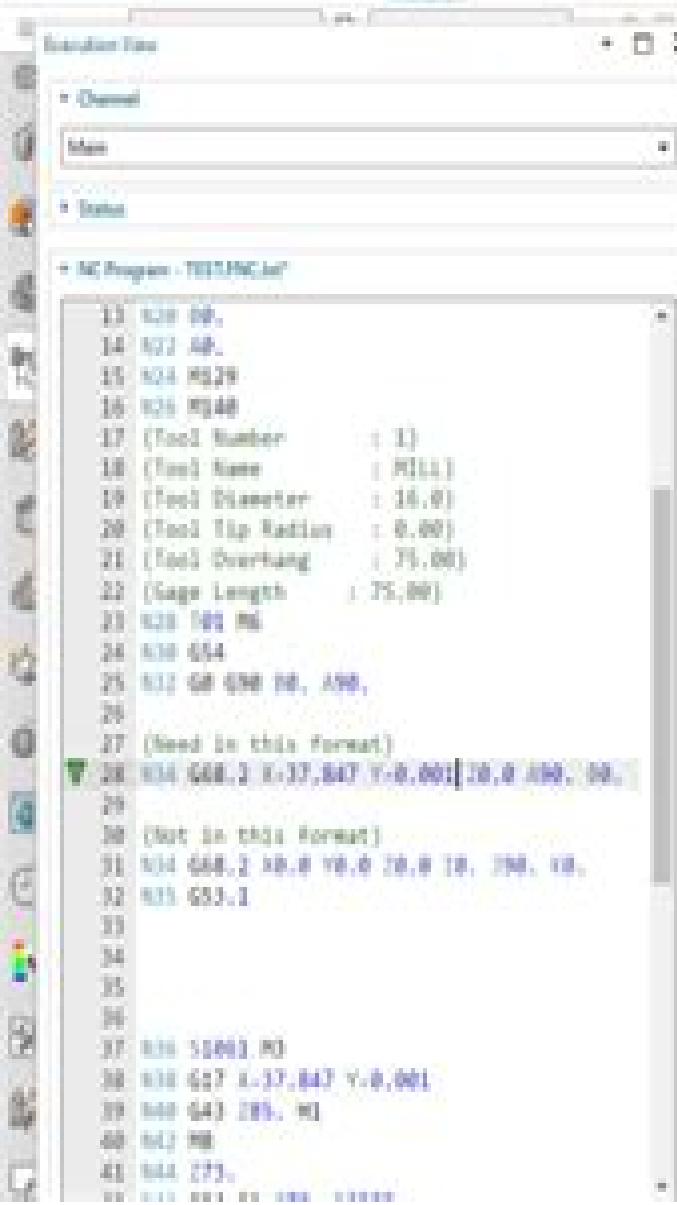 Execution View
Channel
Main
Status
NC Program - TEST.FNC.txt*
13 N20 B0.
14 N22 A0.
15 N24 M129
16 N26 M140
17 (Tool Number : 1)
18 (Tool Name : MILL)
19 (Tool Diameter : 16.0)
20 (Tool Tip Radius : 0.00)
21 (Tool Overhang : 75.00)
22 (Gage Length : 75.00)
23 N28 T01 M6
24 N30 G54
25 N32 G0 G90 B0. A90.
26
27 (Need in this format)
28 N34 G68.2 X-37.847 Y-0.001 Z0.0 A90. B0.
29
30 (Not in this Format)
31 N34 G68.2 X0.0 Y0.0 Z0.0 I0. J90. K0.
32 N35 G53.1
33
34
35
36
37 N36 S1061 M3
38 N38 G17 X-37.847 Y-0.001
39 N40 G43 Z85. M1
40 N42 M8
41 N44 Z73.